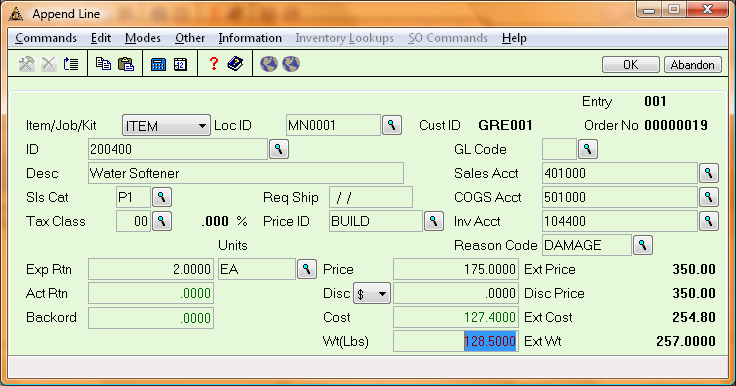 Append Line
Commands Edit Modes Other Information Inventory Lookups SO Commands Help
OK Abandon
Entry 001
Item/Job/Kit ITEM Loc ID MN0001 Cust ID GRE001 Order No 00000019
ID 200400 GL Code
Desc Water Softener Sales Acct 401000
Sls Cat P1 Req Ship / / COGS Acct 501000
Tax Class 00 .000 % Price ID BUILD Inv Acct 104400
Units Reason Code DAMAGE
Exp Rtn 2.0000 EA Price 175.0000 Ext Price 350.00
Act Rtn .0000 Disc $ .0000 Disc Price 350.00
Backord .0000 Cost 127.4000 Ext Cost 254.80
Wt(Lbs) 128.5000 Ext Wt 257.0000